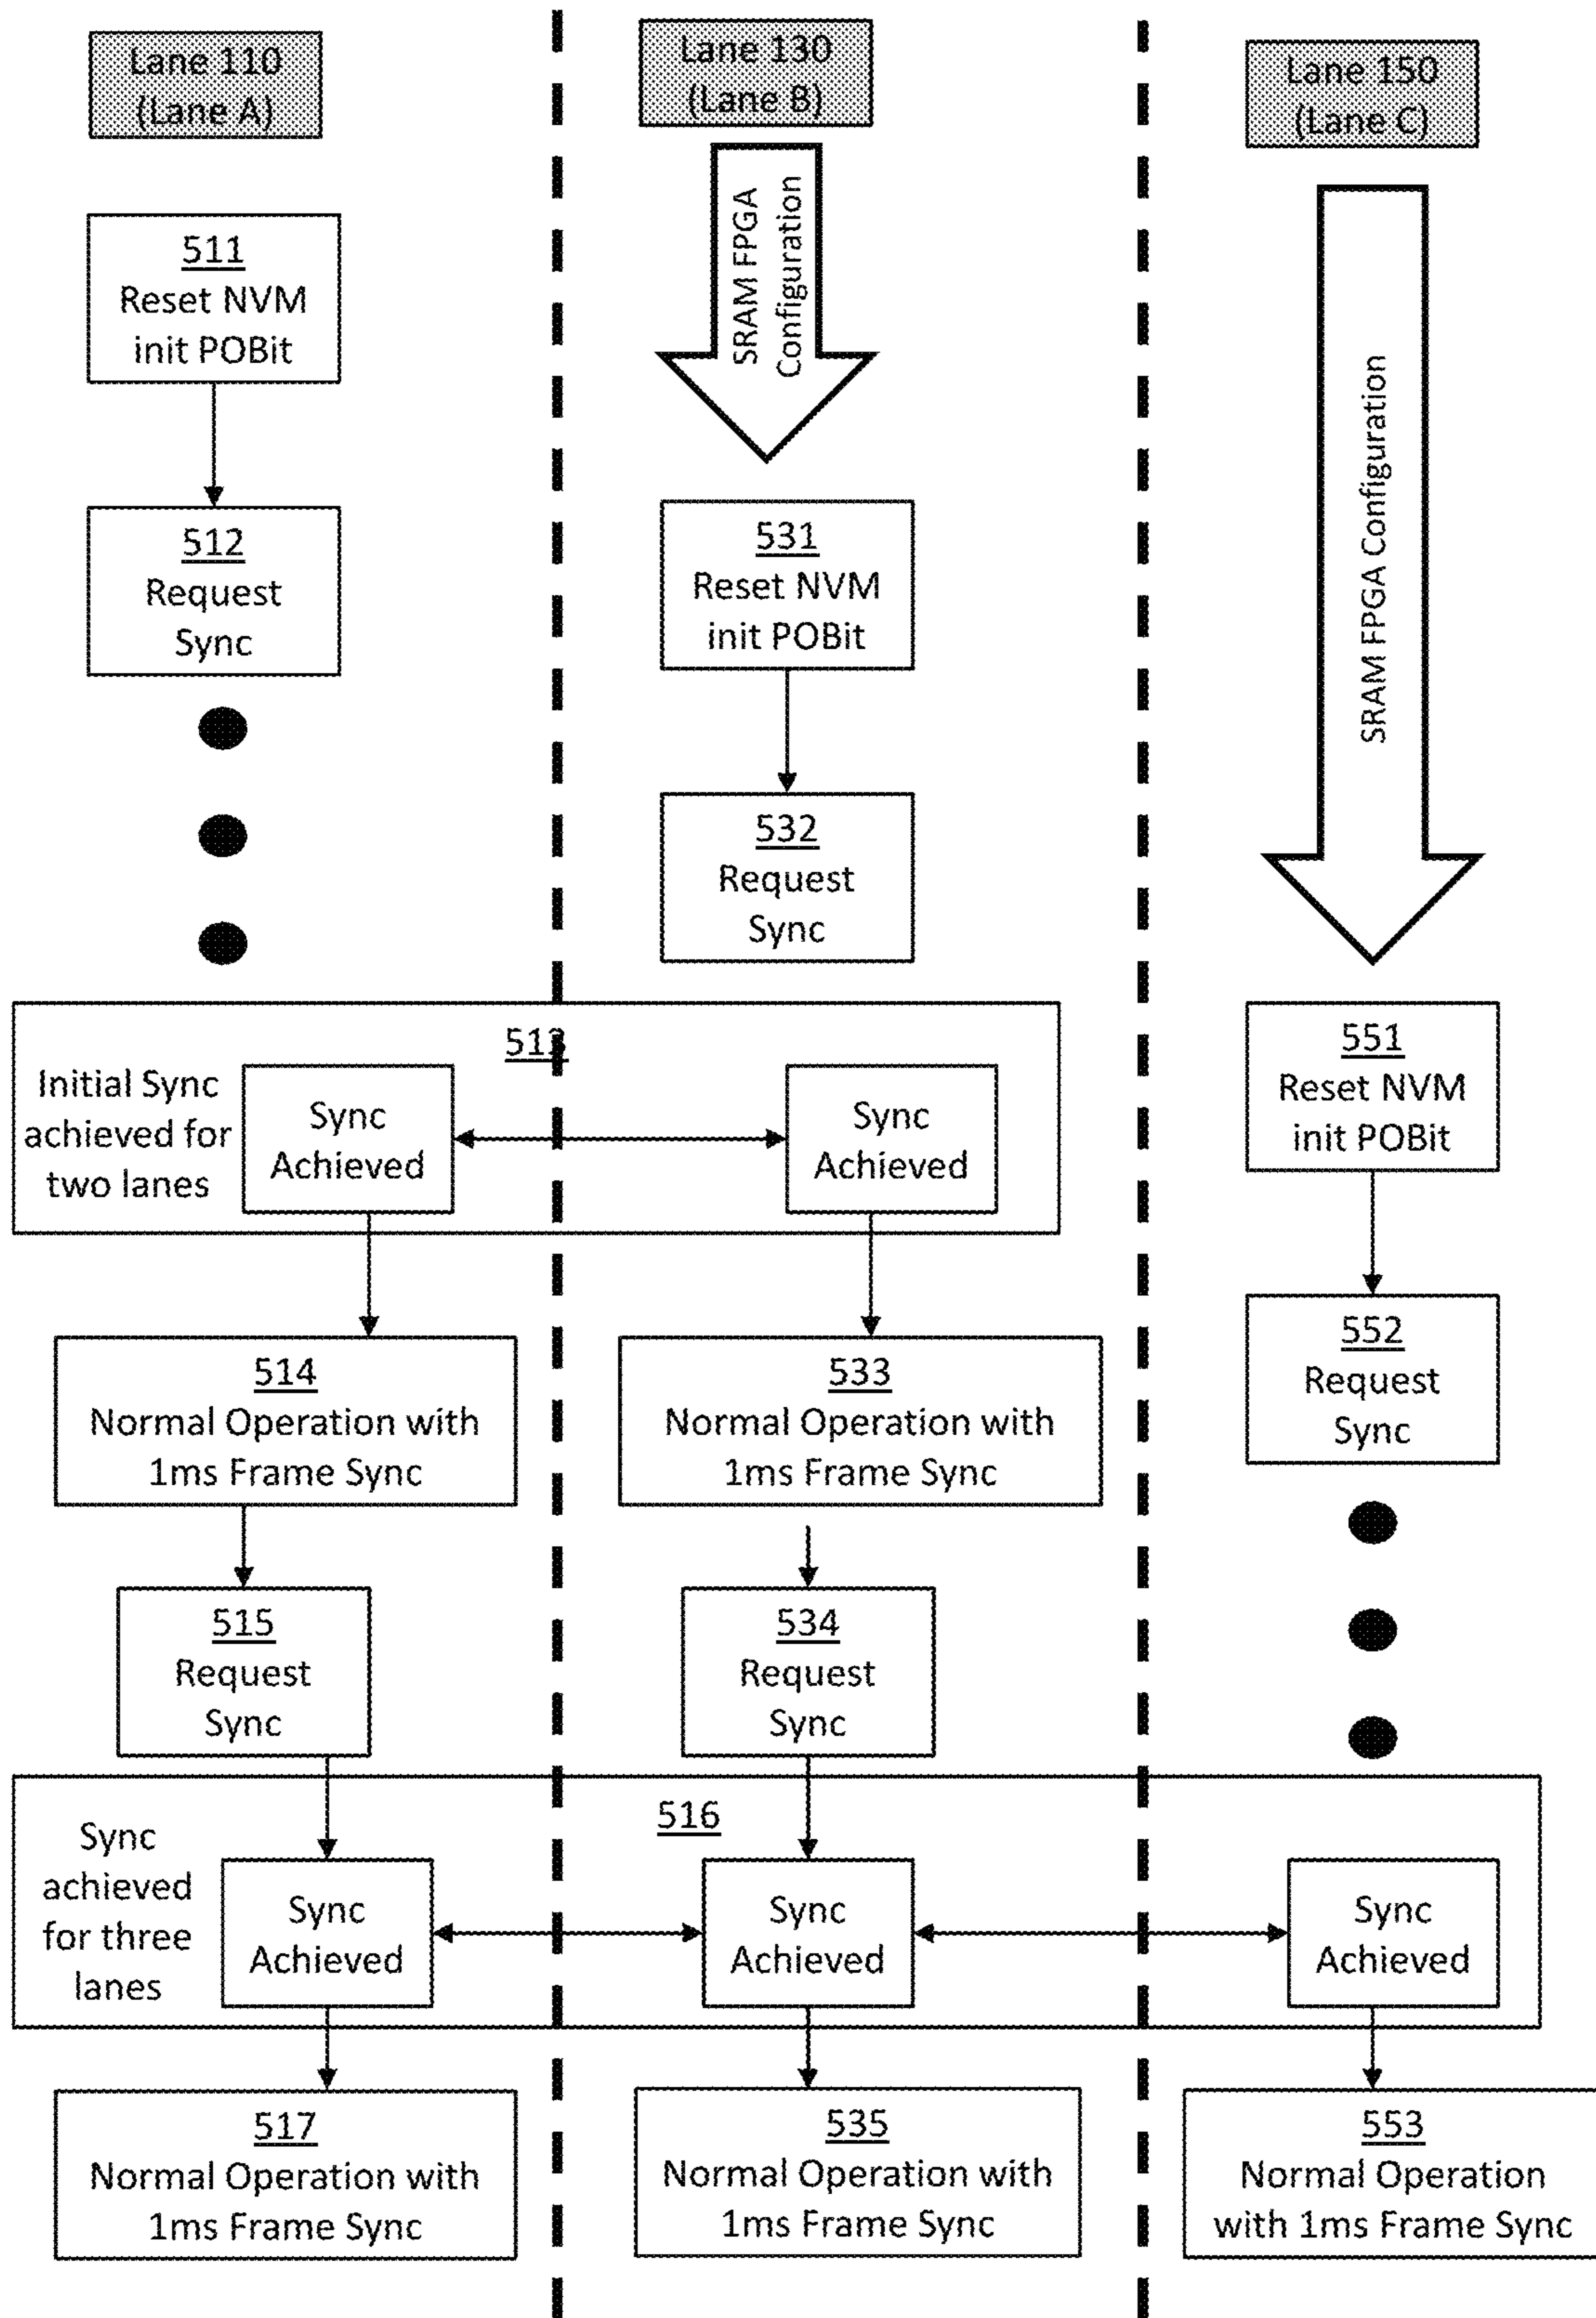 Lane 110
(Lane A)
Lane 130
(Lane B)
Lane 150
(Lane C)
SRAM FPGA
Configuration
SRAM FPGA Configuration
511
Reset NVM
init POBit
512
Request
Sync
531
Reset NVM
init POBit
532
Request
Sync
513
Initial Sync
achieved for
two lanes
Sync
Achieved
Sync
Achieved
551
Reset NVM
init POBit
552
Request
Sync
514
Normal Operation with
1ms Frame Sync
533
Normal Operation with
1ms Frame Sync
515
Request
Sync
534
Request
Sync
516
Sync
achieved
for three
lanes
Sync
Achieved
Sync
Achieved
Sync
Achieved
517
Normal Operation with
1ms Frame Sync
535
Normal Operation with
1ms Frame Sync
553
Normal Operation
with 1ms Frame Sync